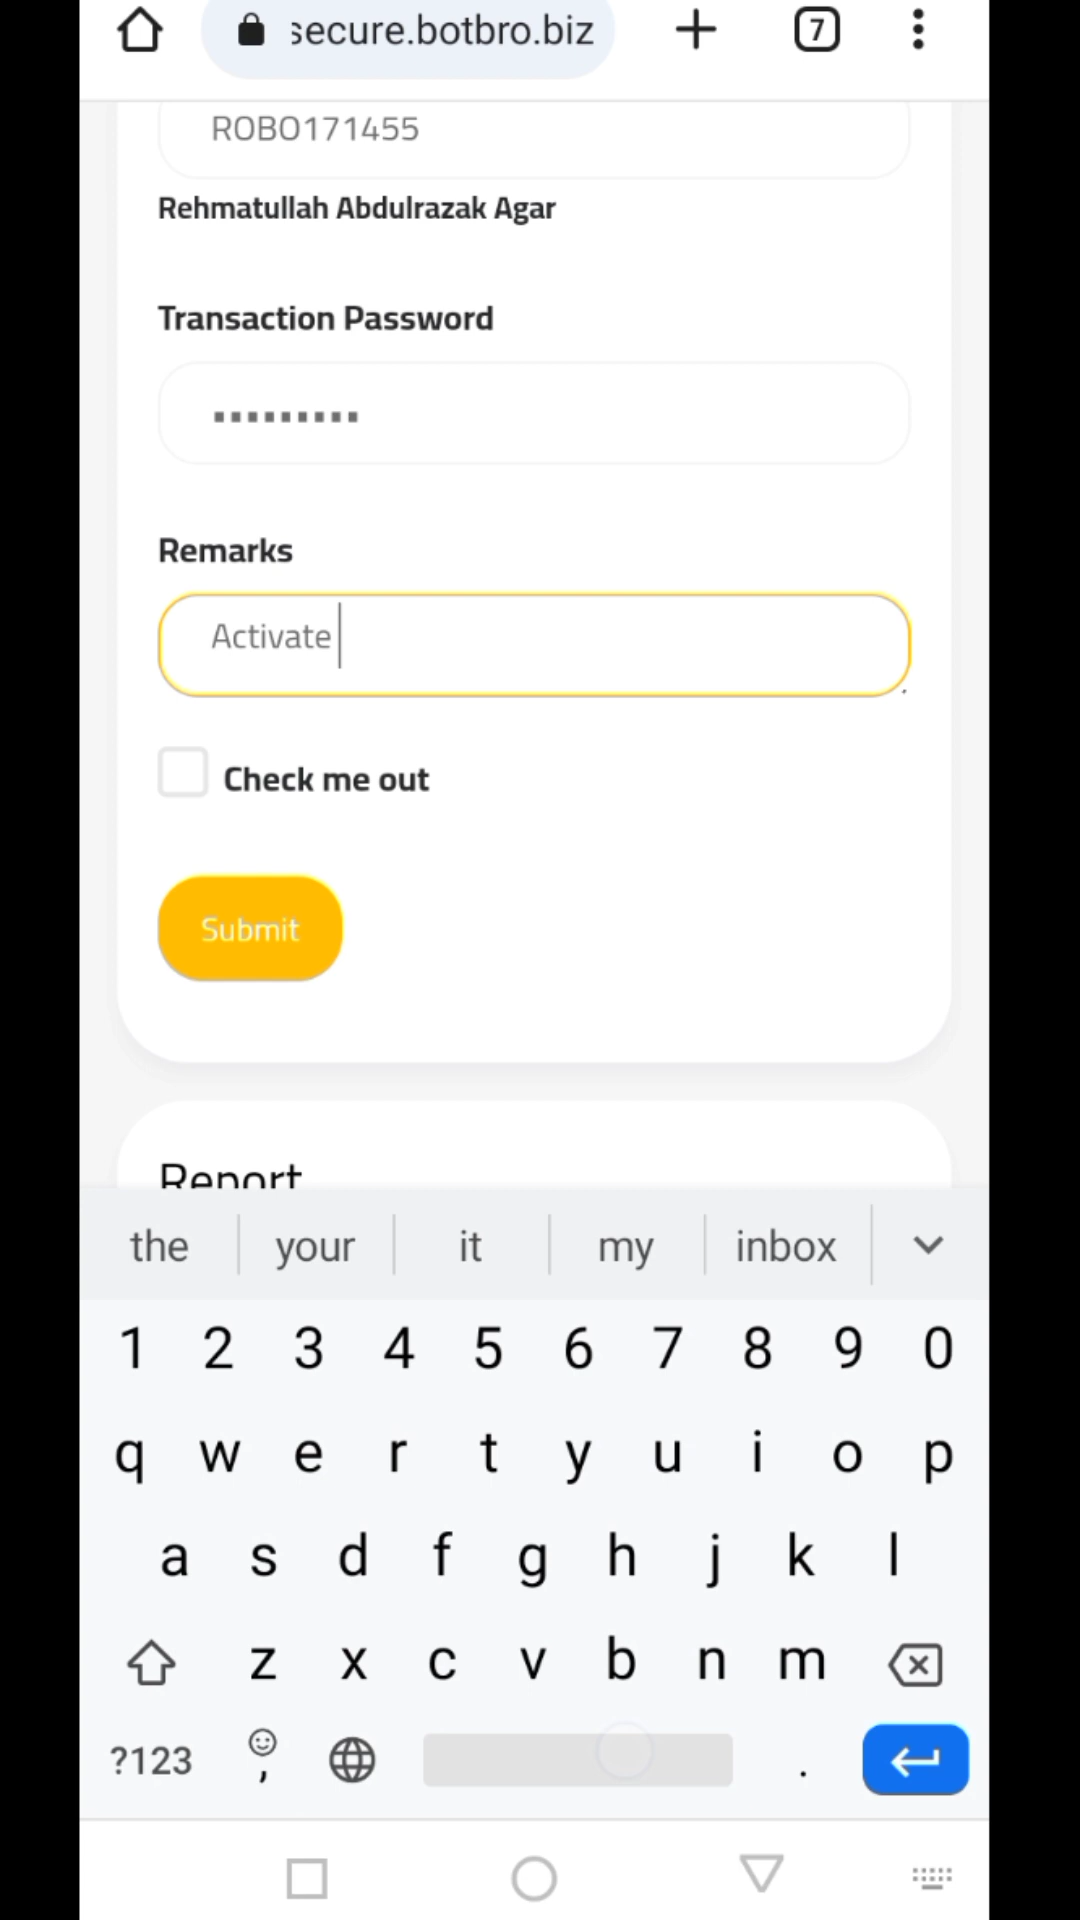 secure.botbro.biz
7
ROBO171455
Rehmatullah Abdulrazak Agar
Transaction Password
Remarks
Activate
Check me out
Submit
Report
the your it my inbox
1 2 3 4 5 6 7 8 9 0
q w e r t y u i o p
a s d f g h j k l
z x c v b n m
?123 , .